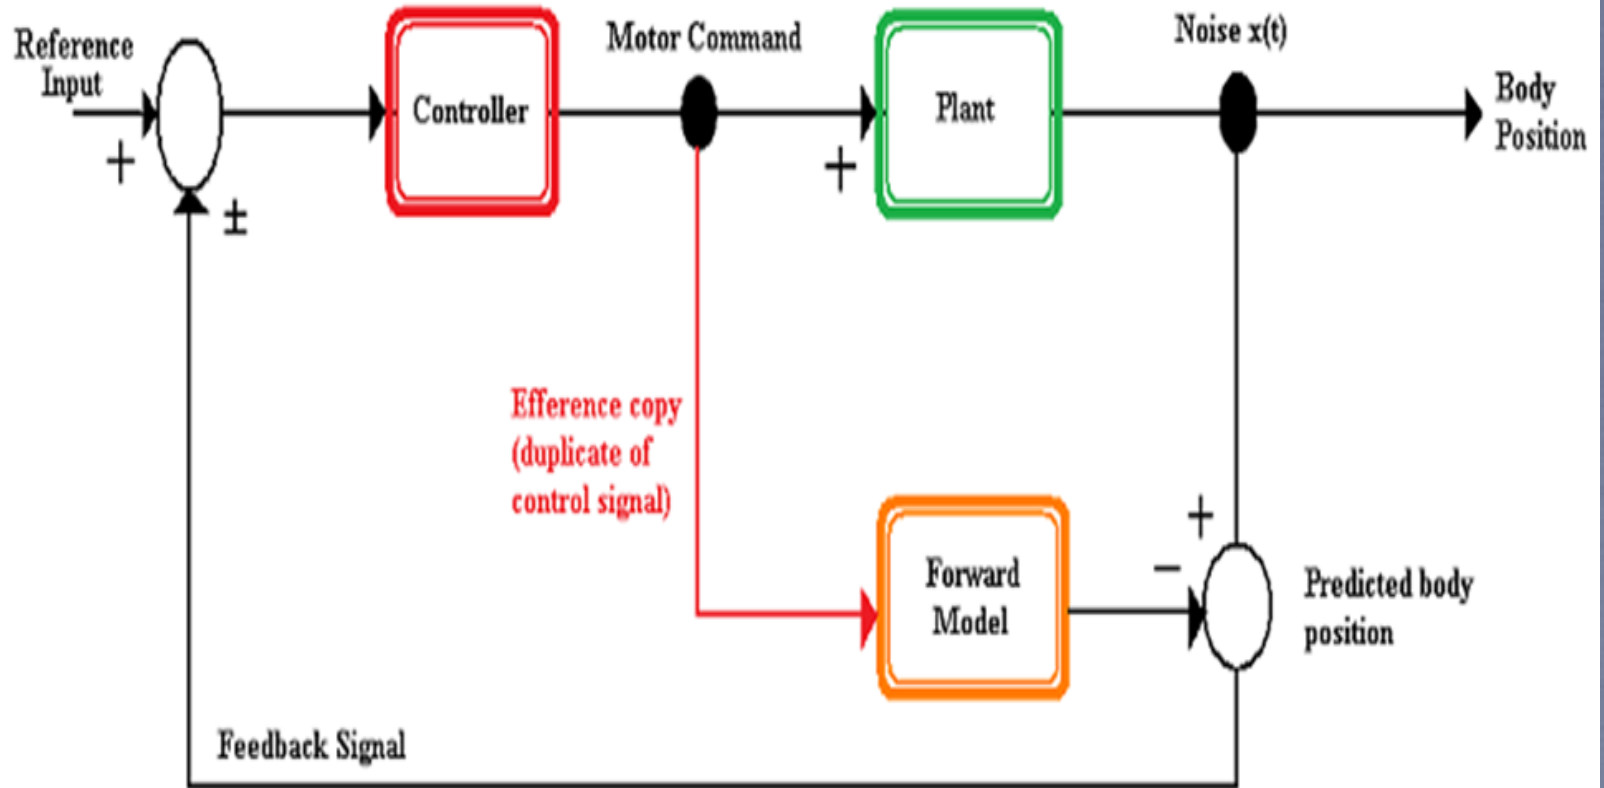 Reference
Input
+
±
Controller
Motor Command
+
Plant
Noise x(t)
Body
Position
Efference copy
(duplicate of
control signal)
Forward
Model
+
−
Predicted body
position
Feedback Signal